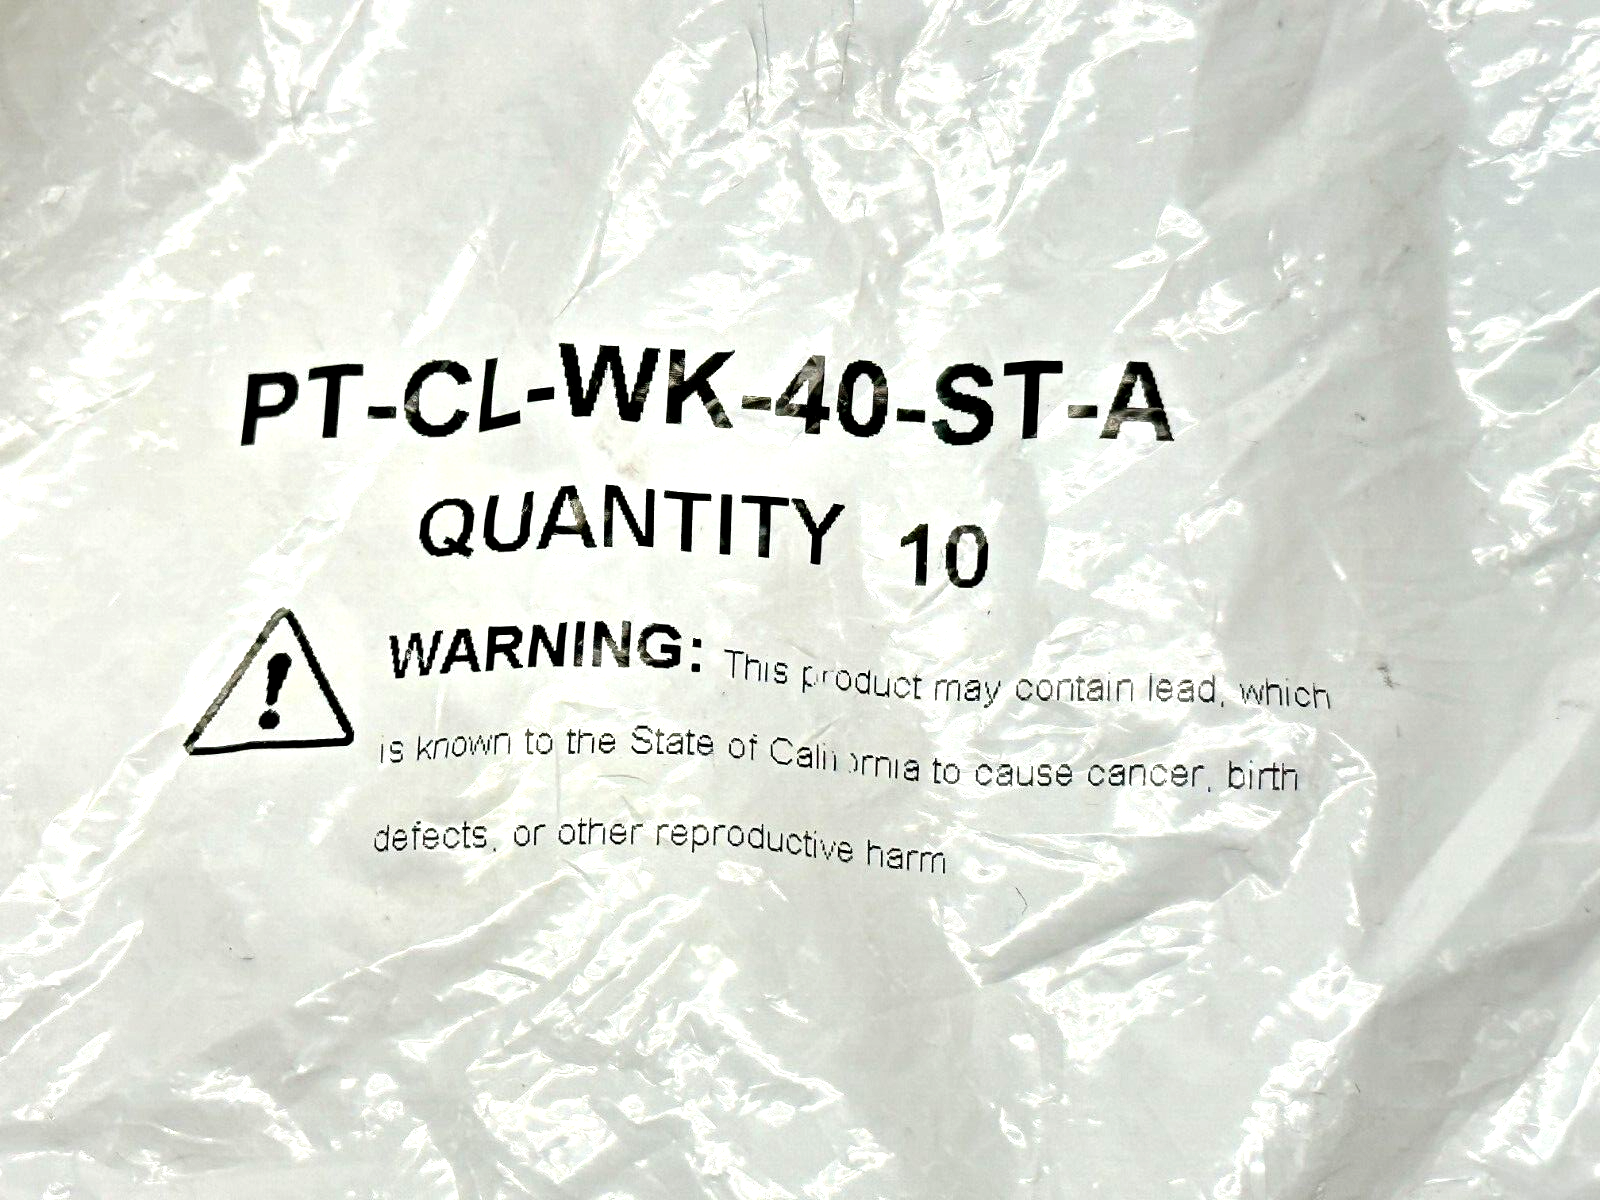 PT-CL-WK-40-ST-A
QUANTITY 10
WARNING: This product may contain lead, which
is known to the State of California to cause cancer, birth
defects, or other reproductive harm